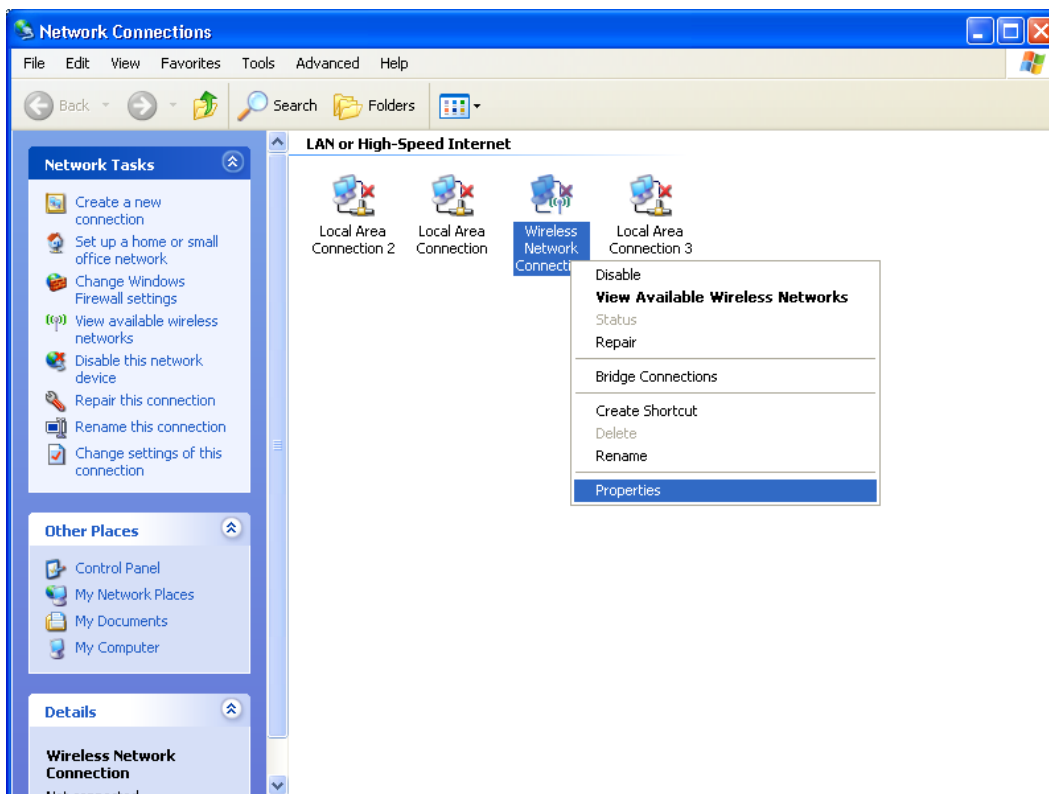 Network Connections
File Edit View Favorites Tools Advanced Help
Back Search Folders
Network Tasks
Create a new
connection
Set up a home or small
office network
Change Windows
Firewall settings
View available wireless
networks
Disable this network
device
Repair this connection
Rename this connection
Change settings of this
connection
Other Places
Control Panel
My Network Places
My Documents
My Computer
Details
Wireless Network
Connection
Not connected
LAN or High-Speed Internet
Local Area
Connection 2
Local Area
Connection
Wireless
Network
Connecti
Local Area
Connection 3
Disable
View Available Wireless Networks
Status
Repair
Bridge Connections
Create Shortcut
Delete
Rename
Properties